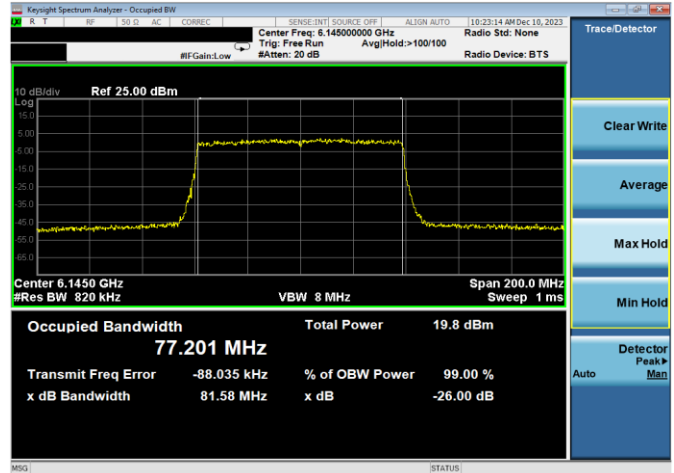 Keysight Spectrum Analyzer - Occupied BW
R T RF 50 Ω AC CORREC SENSE:INT SOURCE OFF ALIGN AUTO 10:23:14 AM Dec 10, 2023
Center Freq: 6.145000000 GHz Radio Std: None
Trig: Free Run Avg|Hold:>100/100
#IFGain:Low #Atten: 20 dB Radio Device: BTS
Trace/Detector
10 dB/div Ref 25.00 dBm
Log
15.0
5.00
-5.00
-15.0
-25.0
-35.0
-45.0
-55.0
-65.0
Center 6.1450 GHz Span 200.0 MHz
#Res BW 820 kHz VBW 8 MHz Sweep 1 ms
Occupied Bandwidth Total Power 19.8 dBm
77.201 MHz
Transmit Freq Error -88.035 kHz % of OBW Power 99.00 %
x dB Bandwidth 81.58 MHz x dB -26.00 dB
Clear Write
Average
Max Hold
Min Hold
Detector
Peak▶
Auto Man
MSG STATUS